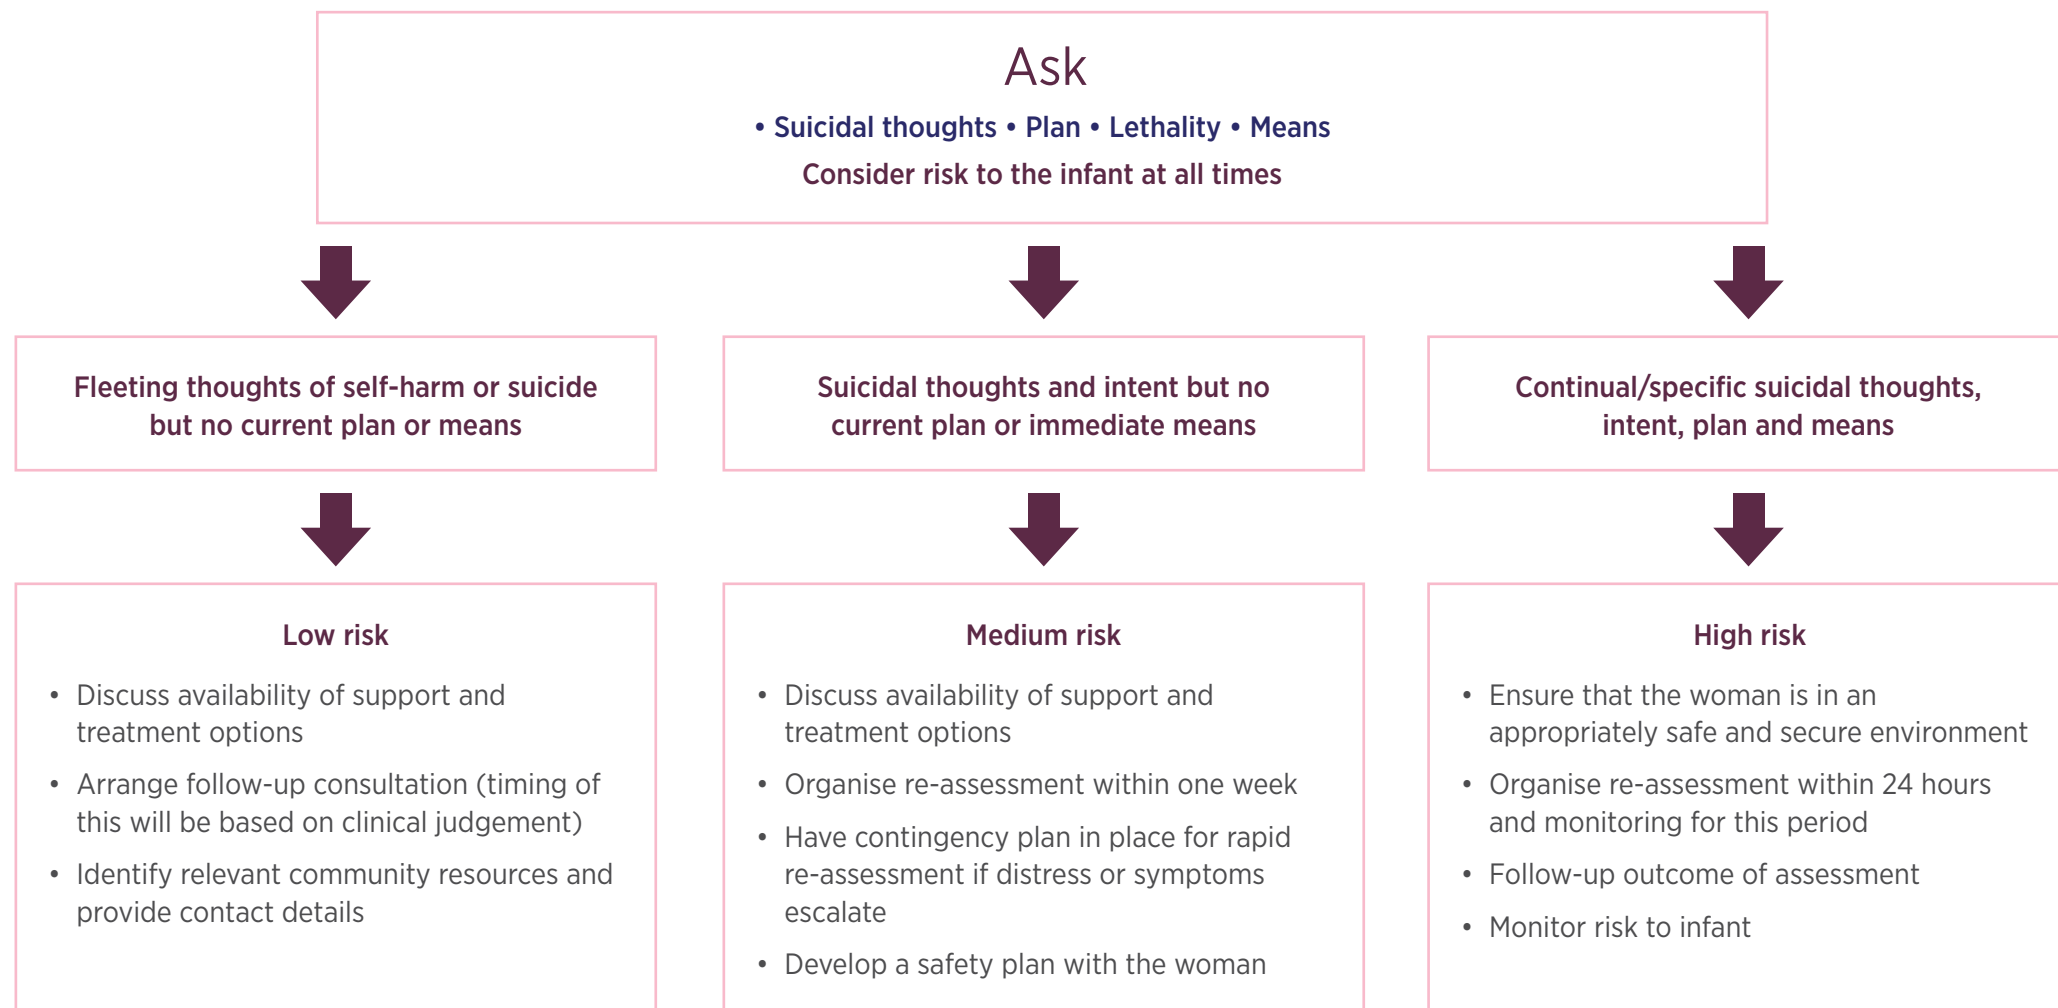 Ask
• Suicidal thoughts • Plan • Lethality • Means
Consider risk to the infant at all times
Fleeting thoughts of self-harm or suicide
but no current plan or means
Suicidal thoughts and intent but no
current plan or immediate means
Continual/specific suicidal thoughts,
intent, plan and means
Low risk
• Discuss availability of support and
treatment options
• Arrange follow-up consultation (timing of
this will be based on clinical judgement)
• Identify relevant community resources and
provide contact details
Medium risk
• Discuss availability of support and
treatment options
• Organise re-assessment within one week
• Have contingency plan in place for rapid
re-assessment if distress or symptoms
escalate
• Develop a safety plan with the woman
High risk
• Ensure that the woman is in an
appropriately safe and secure environment
• Organise re-assessment within 24 hours
and monitoring for this period
• Follow-up outcome of assessment
• Monitor risk to infant